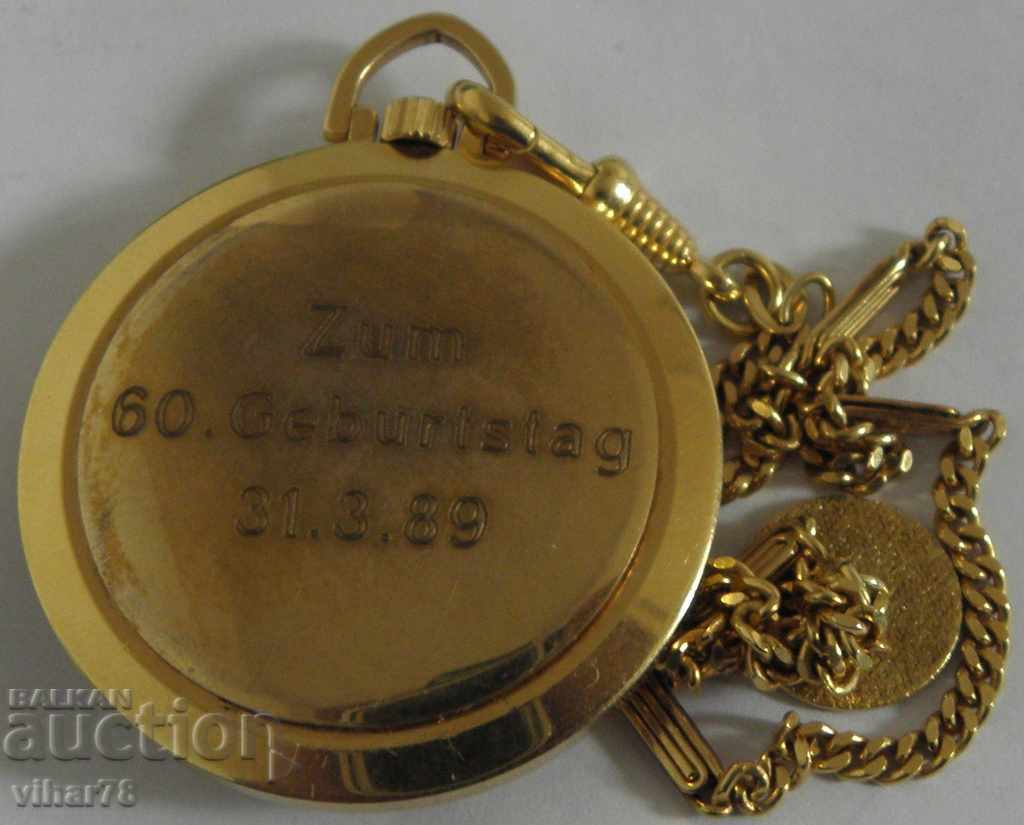 Zum
60. Geburtstag
31.3.89
BALKAN
auction
vihar78